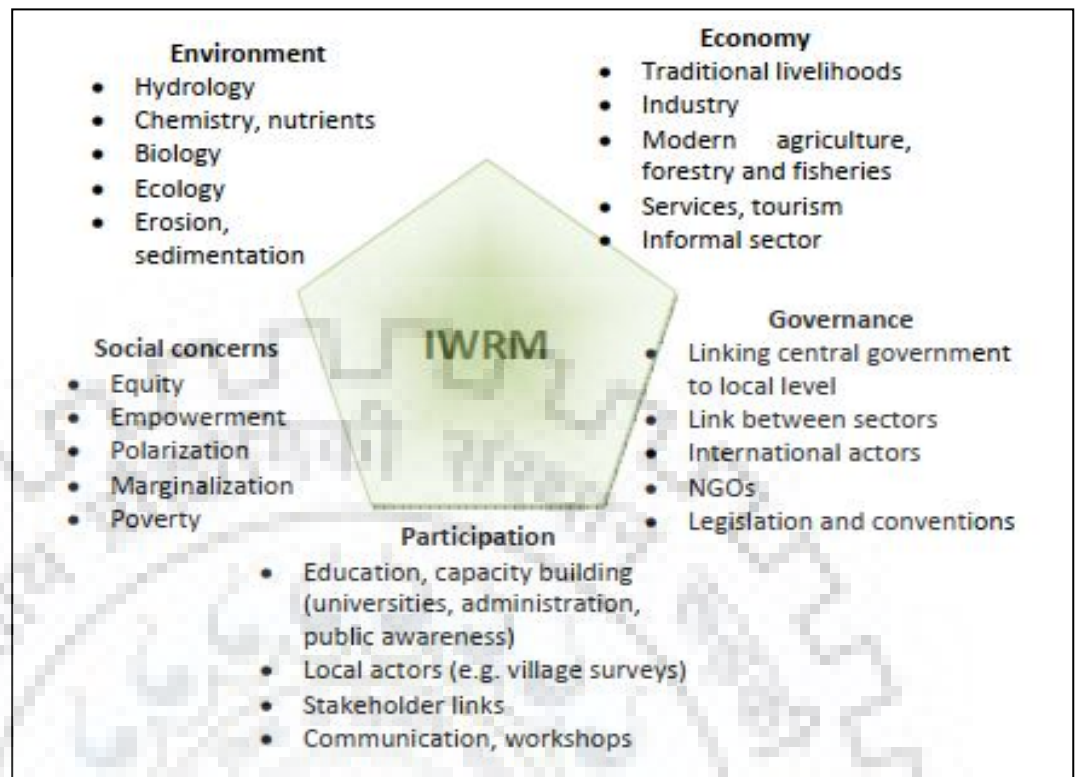 Environment
• Hydrology
• Chemistry, nutrients
• Biology
• Ecology
• Erosion,
sedimentation
Economy
• Traditional livelihoods
• Industry
• Modern agriculture,
forestry and fisheries
• Services, tourism
• Informal sector
IWRM
Social concerns
• Equity
• Empowerment
• Polarization
• Marginalization
• Poverty
Governance
• Linking central government
to local level
• Link between sectors
• International actors
• NGOs
• Legislation and conventions
Participation
• Education, capacity building
(universities, administration,
public awareness)
• Local actors (e.g. village surveys)
• Stakeholder links
• Communication, workshops